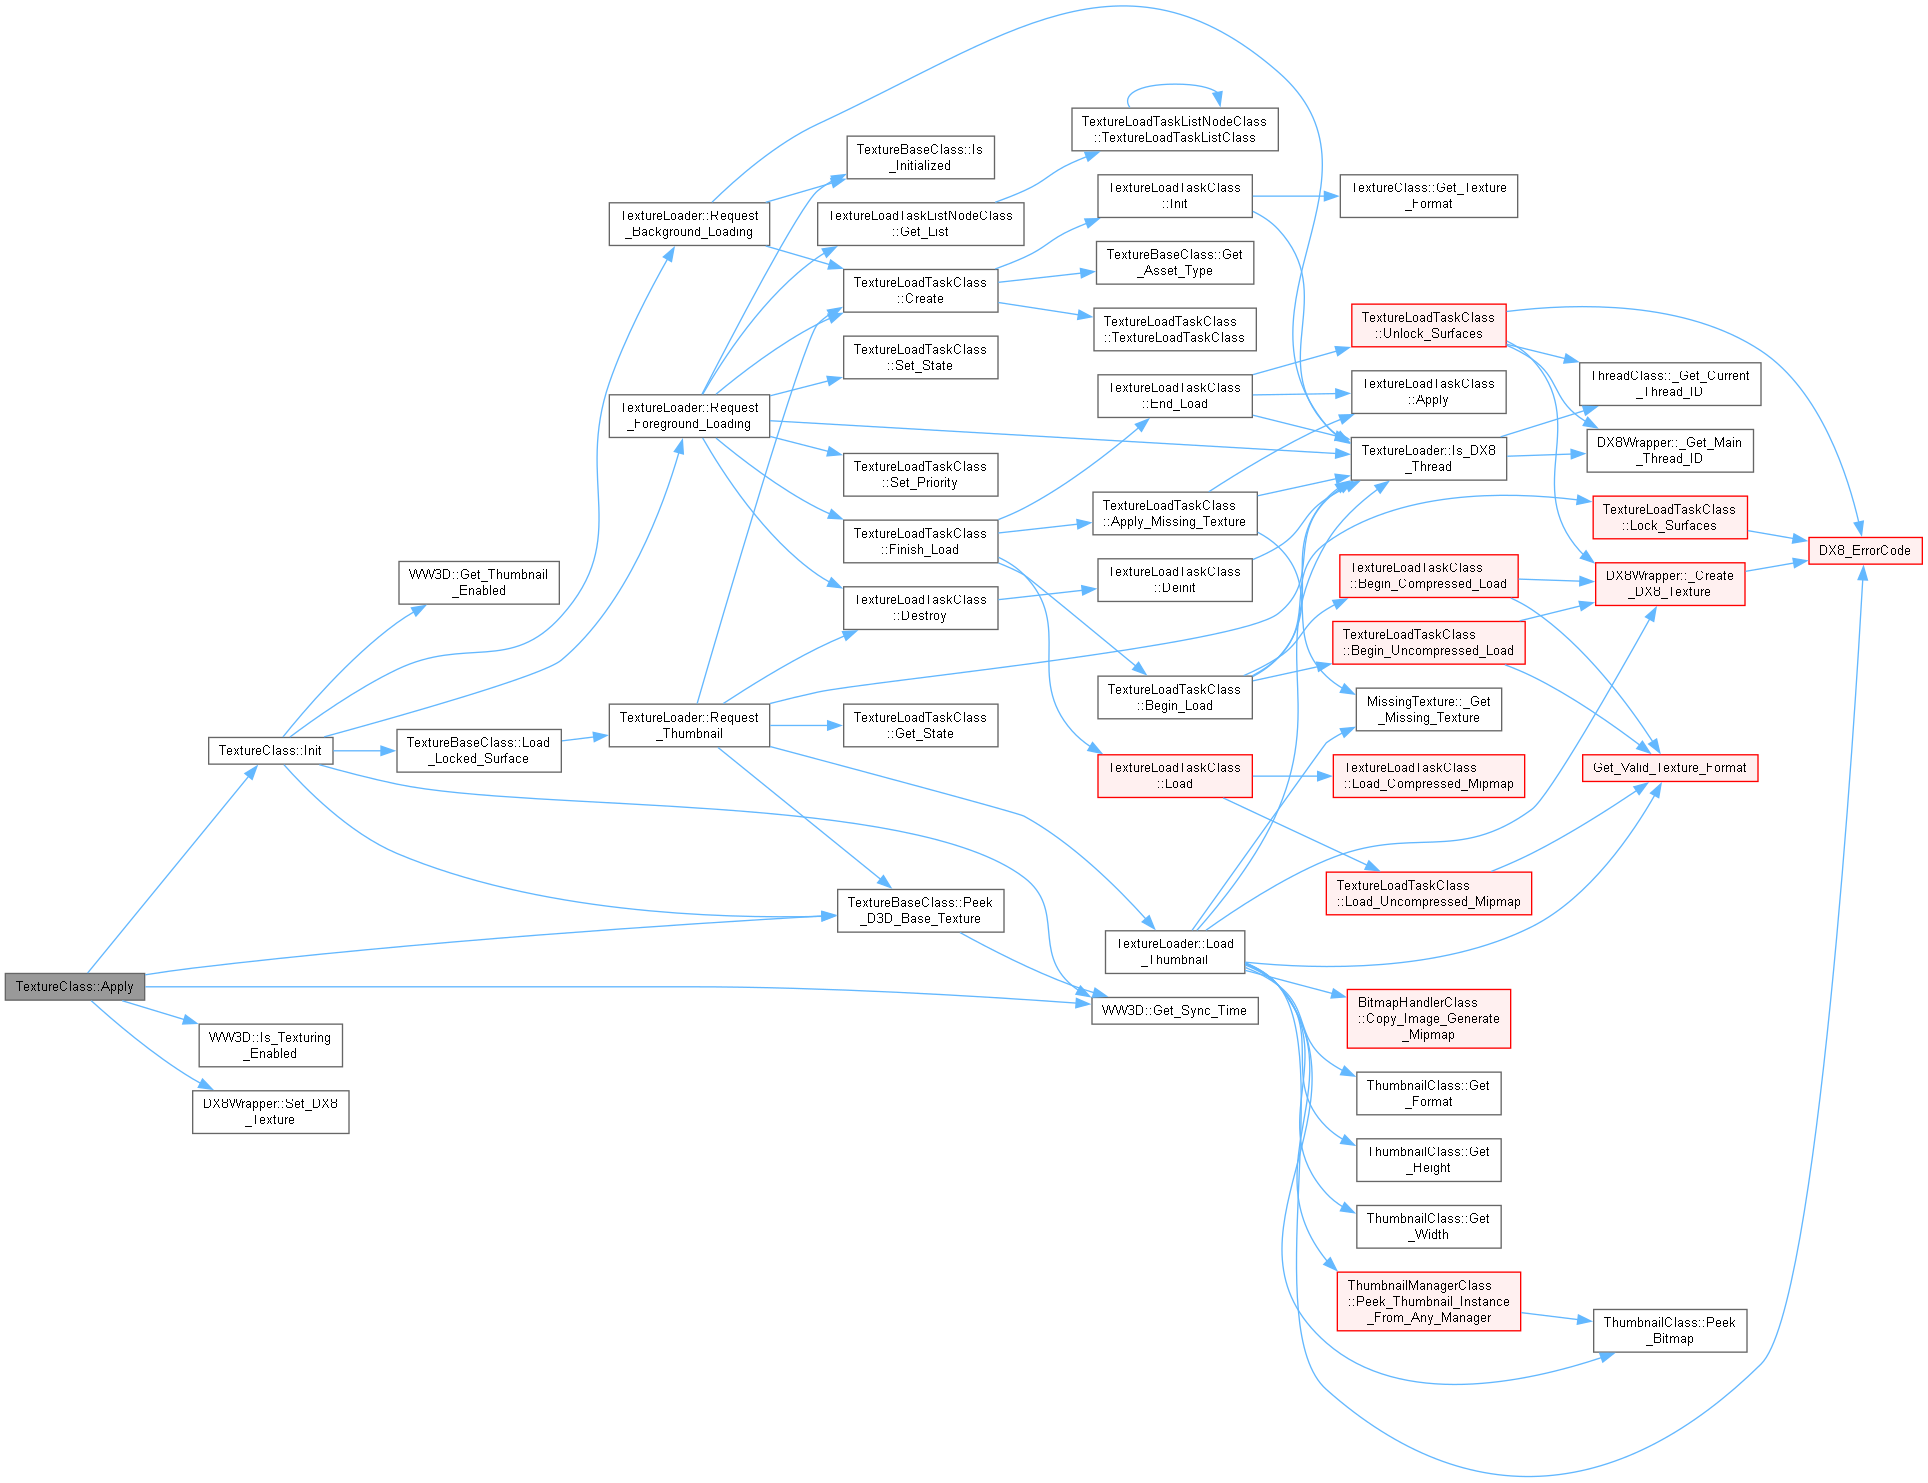 TextureClass::Apply
TextureClass::Init
WW3D::Is_Texturing
_Enabled
DX8Wrapper::Set_DX8
_Texture
WW3D::Get_Thumbnail
_Enabled
TextureBaseClass::Load
_Locked_Surface
TextureLoader::Request
_Background_Loading
TextureLoader::Request
_Foreground_Loading
TextureLoader::Request
_Thumbnail
TextureBaseClass::Is
_Initialized
TextureLoadTaskListNodeClass
::Get_List
TextureLoadTaskClass
::Create
TextureLoadTaskClass
::Set_State
TextureLoadTaskClass
::Set_Priority
TextureLoadTaskClass
::Finish_Load
TextureLoadTaskClass
::Destroy
TextureLoadTaskClass
::Get_State
TextureBaseClass::Peek
_D3D_Base_Texture
TextureLoadTaskListNodeClass
::TextureLoadTaskListClass
TextureLoadTaskClass
::Init
TextureBaseClass::Get
_Asset_Type
TextureLoadTaskClass
::TextureLoadTaskClass
TextureLoadTaskClass
::End_Load
TextureLoadTaskClass
::Apply_Missing_Texture
TextureLoadTaskClass
::Deinit
TextureLoadTaskClass
::Begin_Load
TextureLoadTaskClass
::Load
TextureLoader::Load
_Thumbnail
WW3D::Get_Sync_Time
TextureClass::Get_Texture
_Format
TextureLoadTaskClass
::Unlock_Surfaces
TextureLoadTaskClass
::Apply
TextureLoader::Is_DX8
_Thread
TextureLoadTaskClass
::Begin_Compressed_Load
TextureLoadTaskClass
::Begin_Uncompressed_Load
MissingTexture::_Get
_Missing_Texture
TextureLoadTaskClass
::Load_Compressed_Mipmap
TextureLoadTaskClass
::Load_Uncompressed_Mipmap
BitmapHandlerClass
::Copy_Image_Generate
_Mipmap
ThumbnailClass::Get
_Format
ThumbnailClass::Get
_Height
ThumbnailClass::Get
_Width
ThumbnailManagerClass
::Peek_Thumbnail_Instance
_From_Any_Manager
ThreadClass::_Get_Current
_Thread_ID
DX8Wrapper::_Get_Main
_Thread_ID
TextureLoadTaskClass
::Lock_Surfaces
DX8Wrapper::_Create
_DX8_Texture
Get_Valid_Texture_Format
ThumbnailClass::Peek
_Bitmap
DX8_ErrorCode